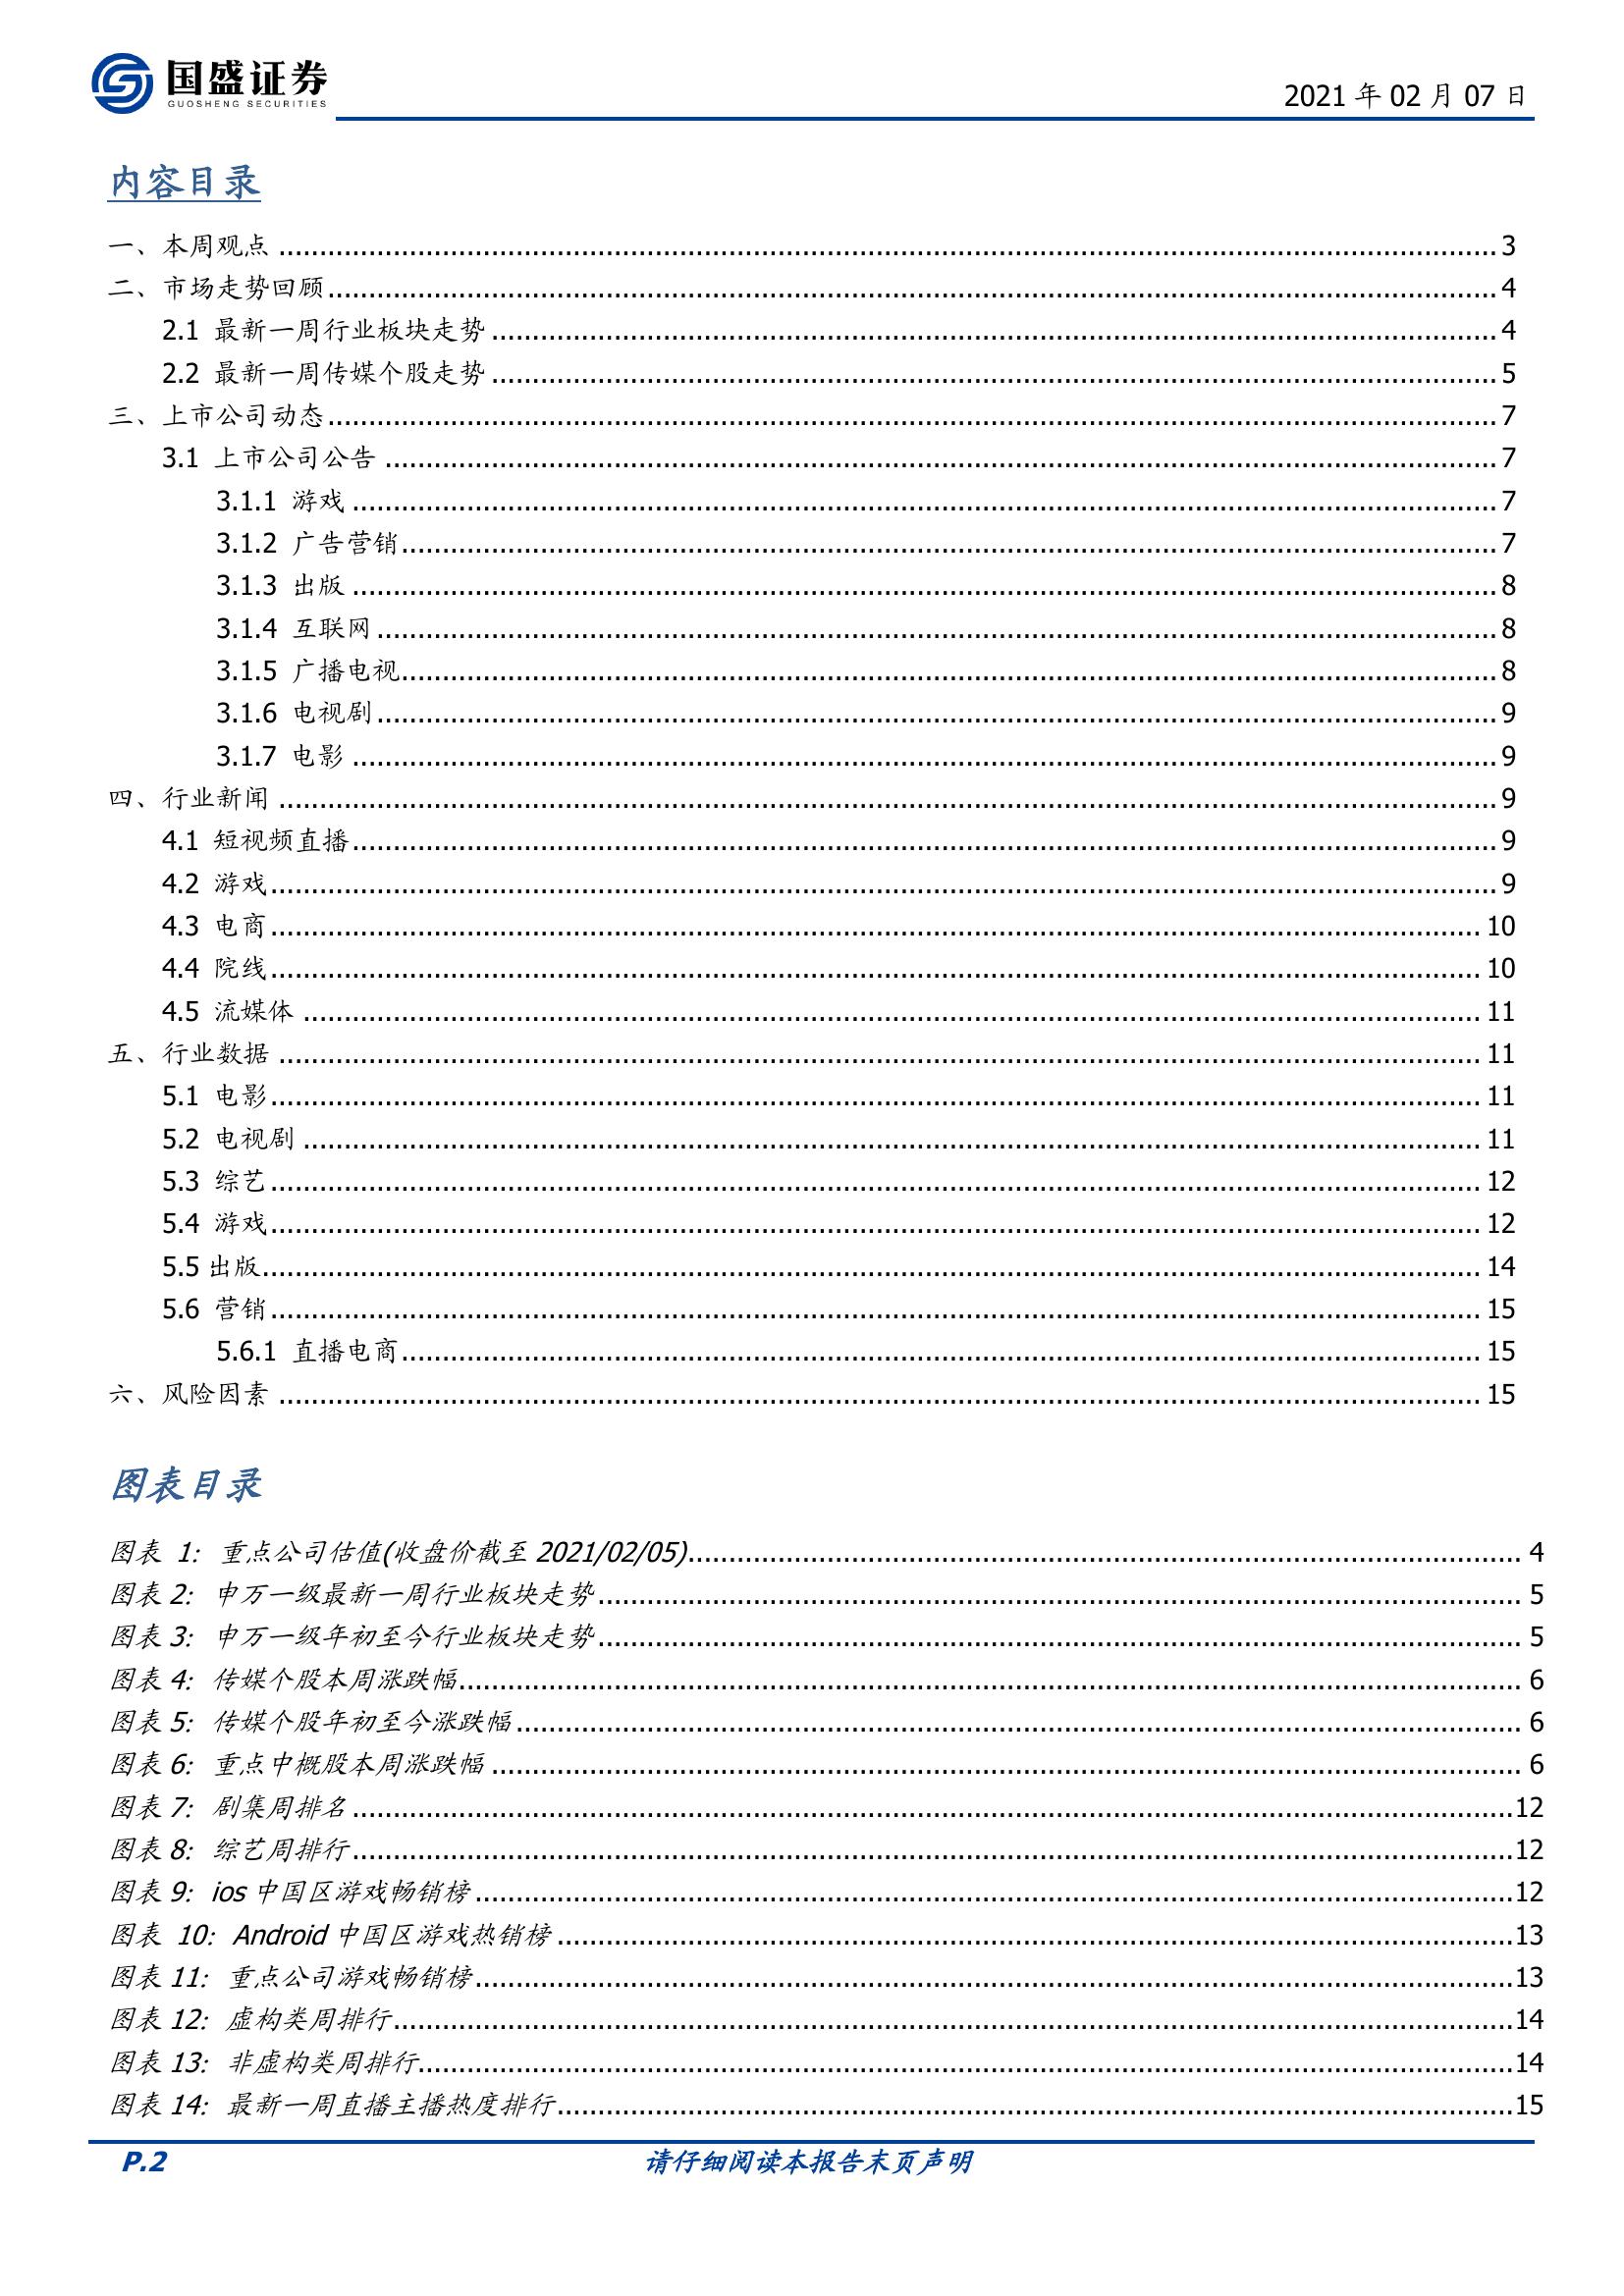 国盛证券
GUOSHENG SECURITIES
2021 年 02 月 07 日
内容目录
一、本周观点 ........ 3
二、市场走势回顾 ........ 4
2.1 最新一周行业板块走势 ........ 4
2.2 最新一周传媒个股走势 ........ 5
三、上市公司动态 ........ 7
3.1 上市公司公告 ........ 7
3.1.1 游戏 ........ 7
3.1.2 广告营销 ........ 7
3.1.3 出版 ........ 8
3.1.4 互联网 ........ 8
3.1.5 广播电视 ........ 8
3.1.6 电视剧 ........ 9
3.1.7 电影 ........ 9
四、行业新闻 ........ 9
4.1 短视频直播 ........ 9
4.2 游戏 ........ 9
4.3 电商 ........ 10
4.4 院线 ........ 10
4.5 流媒体 ........ 11
五、行业数据 ........ 11
5.1 电影 ........ 11
5.2 电视剧 ........ 11
5.3 综艺 ........ 12
5.4 游戏 ........ 12
5.5 出版 ........ 14
5.6 营销 ........ 15
5.6.1 直播电商 ........ 15
六、风险因素 ........ 15
图表目录
图表 1: 重点公司估值(收盘价截至 2021/02/05) ........ 4
图表 2: 申万一级最新一周行业板块走势 ........ 5
图表 3: 申万一级年初至今行业板块走势 ........ 5
图表 4: 传媒个股本周涨跌幅 ........ 6
图表 5: 传媒个股年初至今涨跌幅 ........ 6
图表 6: 重点中概股本周涨跌幅 ........ 6
图表 7: 剧集周排名 ........ 12
图表 8: 综艺周排行 ........ 12
图表 9: ios 中国区游戏畅销榜 ........ 12
图表 10: Android 中国区游戏热销榜 ........ 13
图表 11: 重点公司游戏畅销榜 ........ 13
图表 12: 虚构类周排行 ........ 14
图表 13: 非虚构类周排行 ........ 14
图表 14: 最新一周直播主播热度排行 ........ 15
P.2 请仔细阅读本报告末页声明